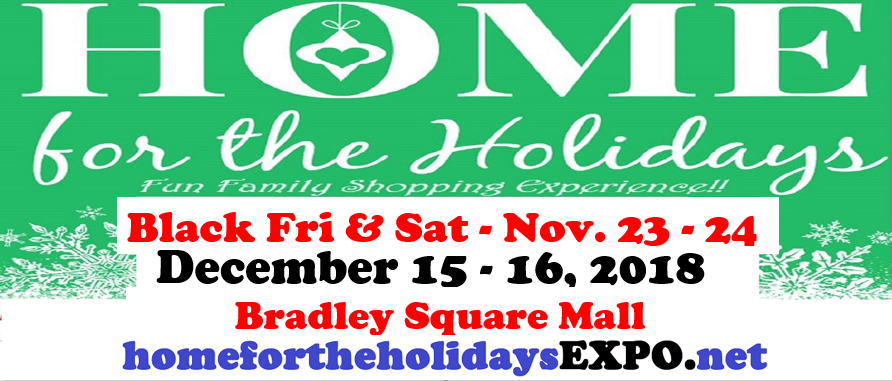 HOME
for the Holidays
Fun Family Shopping Experience!!
Black Fri & Sat - Nov. 23 - 24
December 15 - 16, 2018
Bradley Square Mall
homefortheholidaysEXPO.net